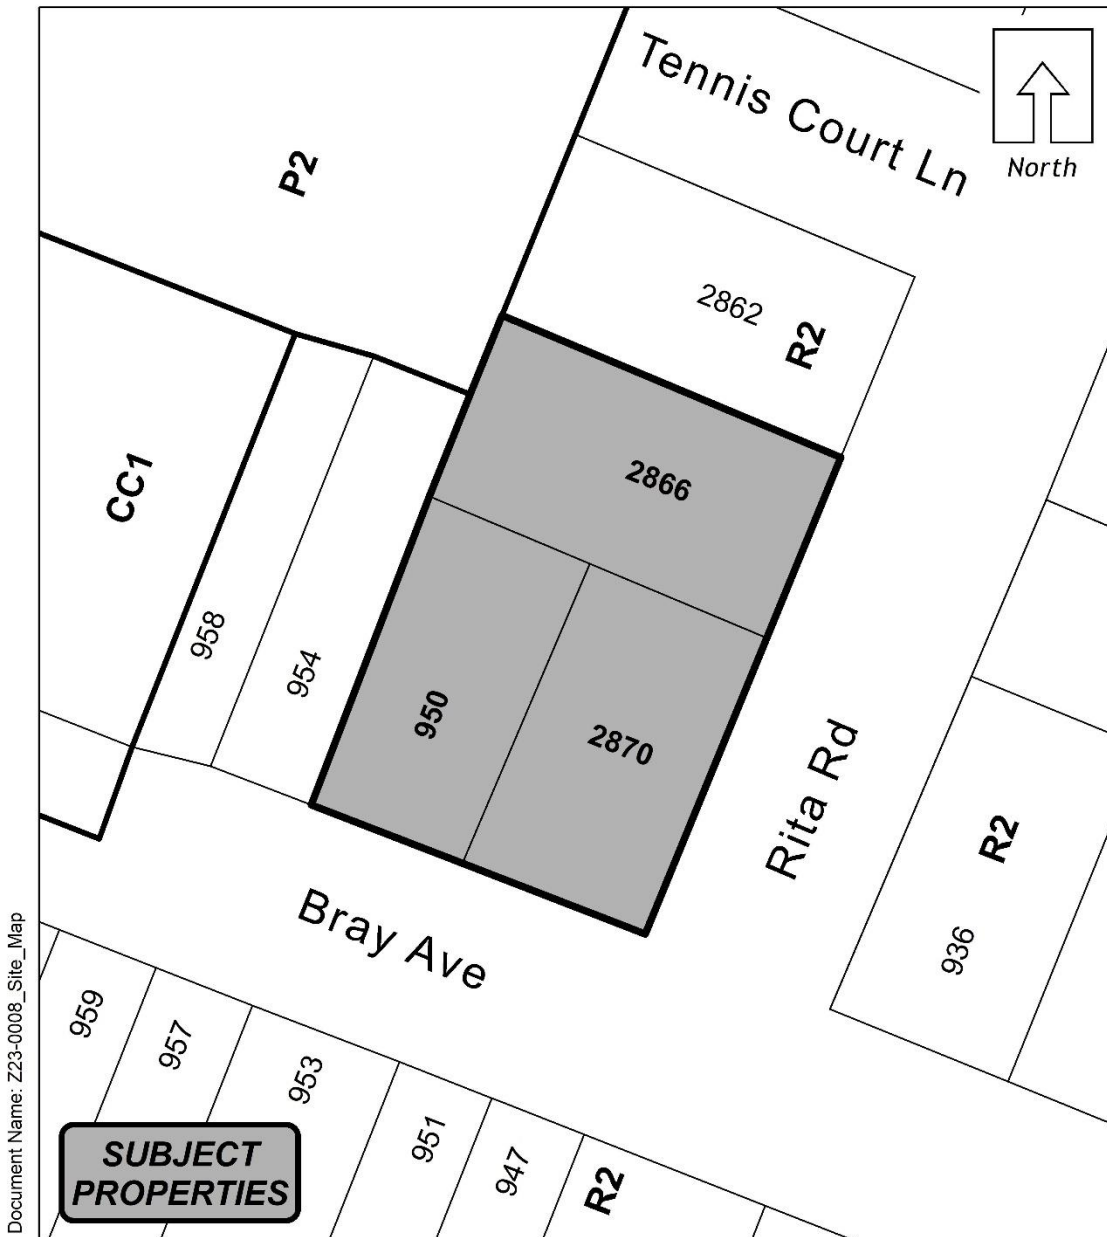 Tennis Court Ln
North
P2
2862
R2
2866
CC1
958
954
950
2870
Rita Rd
R2
936
Bray Ave
959
957
953
951
947
R2
SUBJECT
PROPERTIES
Document Name: Z23-0008_Site_Map